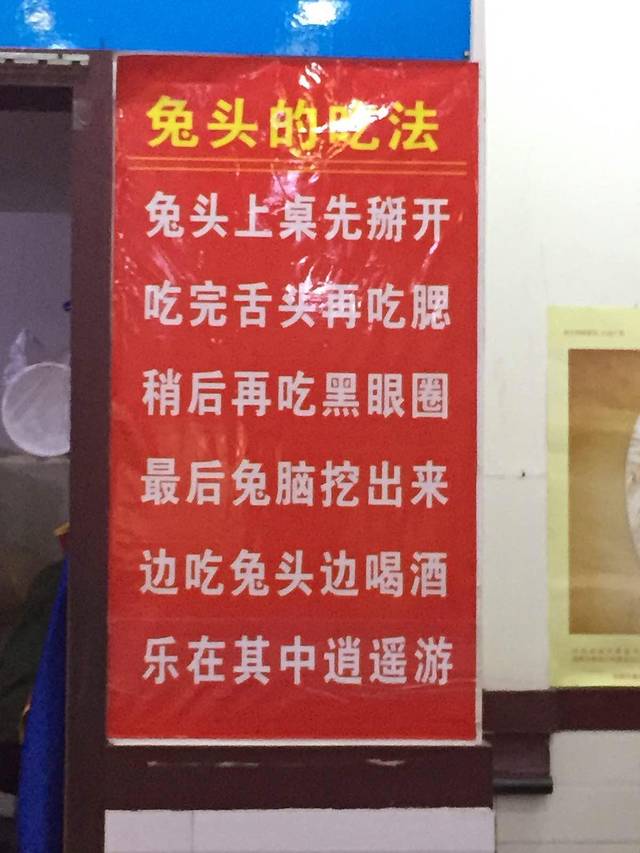 兔头的吃法
兔头上桌先掰开
吃完舌头再吃腮
稍后再吃黑眼圈
最后兔脑挖出来
边吃兔头边喝酒
乐在其中逍遥游